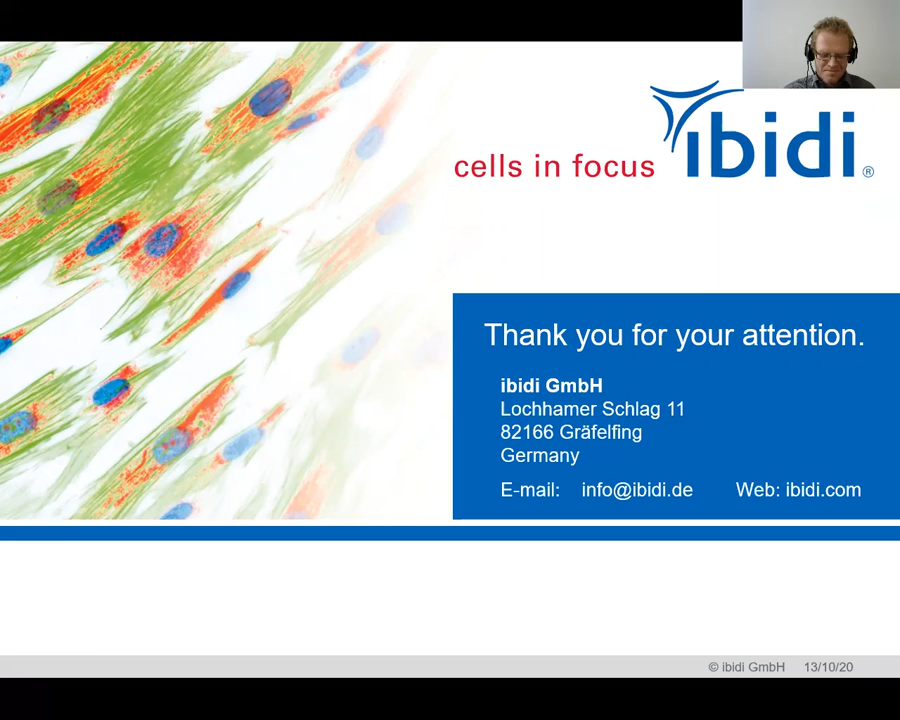 cells in focus
ibidi®
Thank you for your attention.
ibidi GmbH
Lochhamer Schlag 11
82166 Gräfelfing
Germany
E-mail: info@ibidi.de Web: ibidi.com
© ibidi GmbH 13/10/20